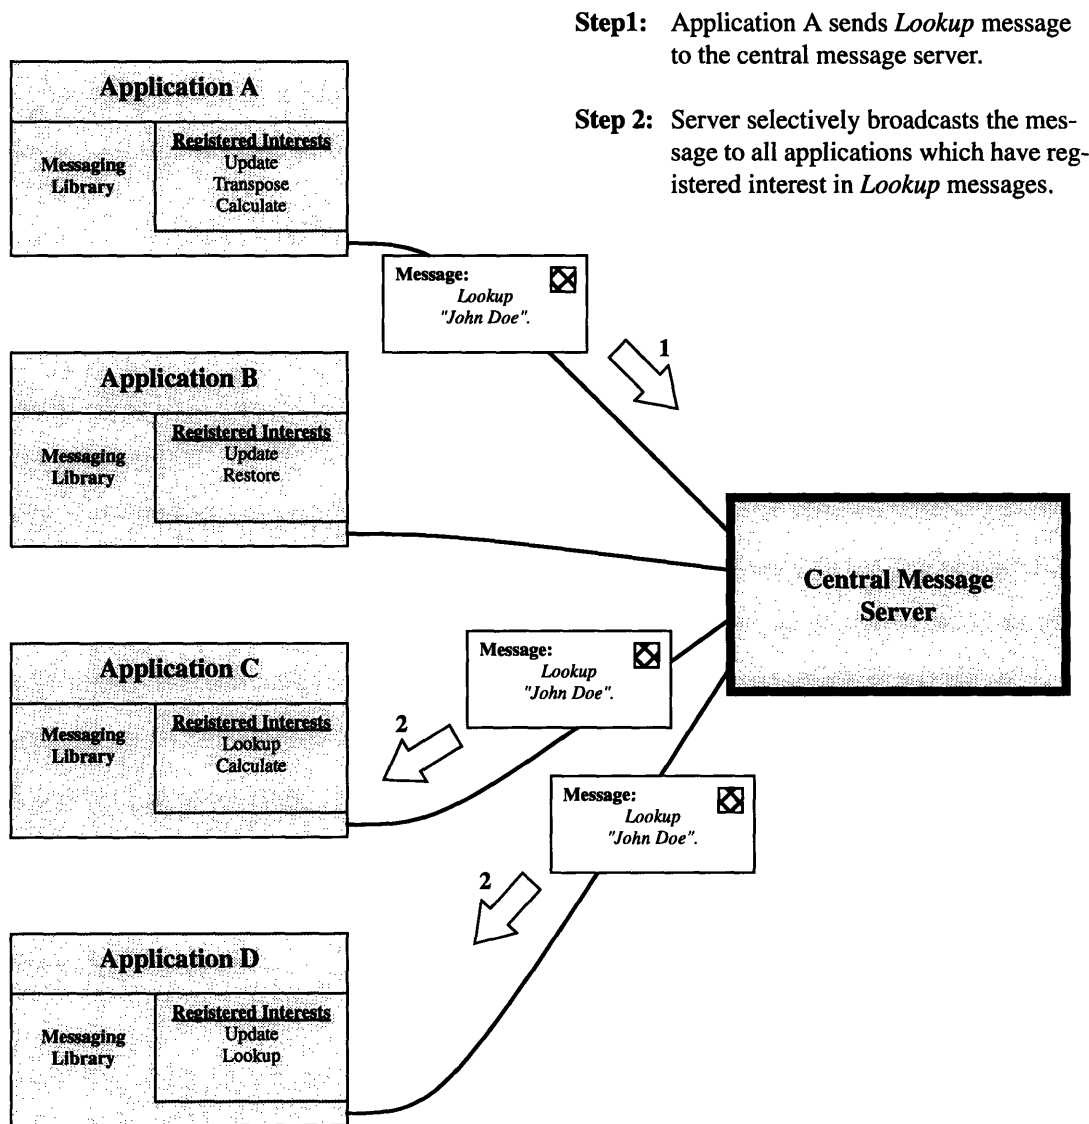 Step1: Application A sends Lookup message
to the central message server.
Step 2: Server selectively broadcasts the mes-
sage to all applications which have reg-
istered interest in Lookup messages.
Application A
Messaging
Library
Registered Interests
Update
Transpose
Calculate
Message:
Lookup
"John Doe".
1
Application B
Messaging
Library
Registered Interests
Update
Restore
Central Message
Server
Application C
Messaging
Library
Registered Interests
Lookup
Calculate
Message:
Lookup
"John Doe".
2
Message:
Lookup
"John Doe".
2
Application D
Messaging
Library
Registered Interests
Update
Lookup